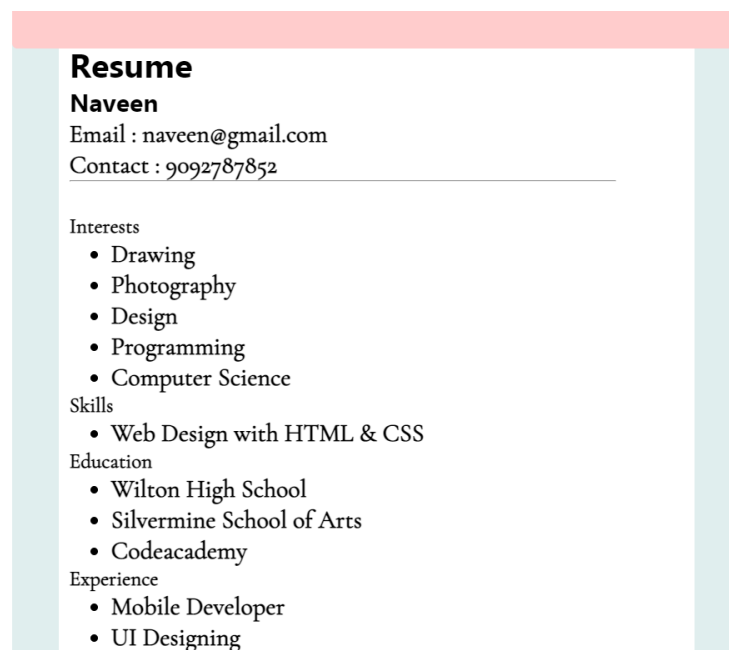 Resume
Naveen
Email : naveen@gmail.com
Contact : 9092787852
Interests
• Drawing
• Photography
• Design
• Programming
• Computer Science
Skills
• Web Design with HTML & CSS
Education
• Wilton High School
• Silvermine School of Arts
• Codeacademy
Experience
• Mobile Developer
• UI Designing